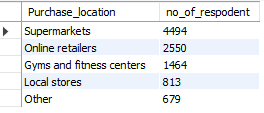 Purchase_location no_of_respodent
Supermarkets 4494
Online retailers 2550
Gyms and fitness centers 1464
Local stores 813
Other 679